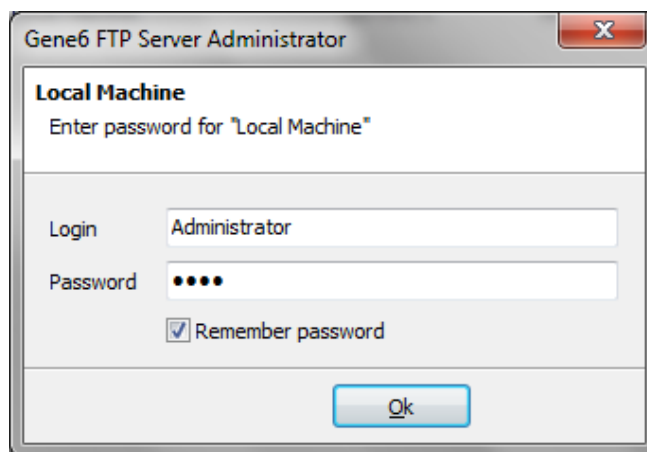 Gene6 FTP Server Administrator
Local Machine
Enter password for "Local Machine"
Login Administrator
Password ••••
Remember password
Ok